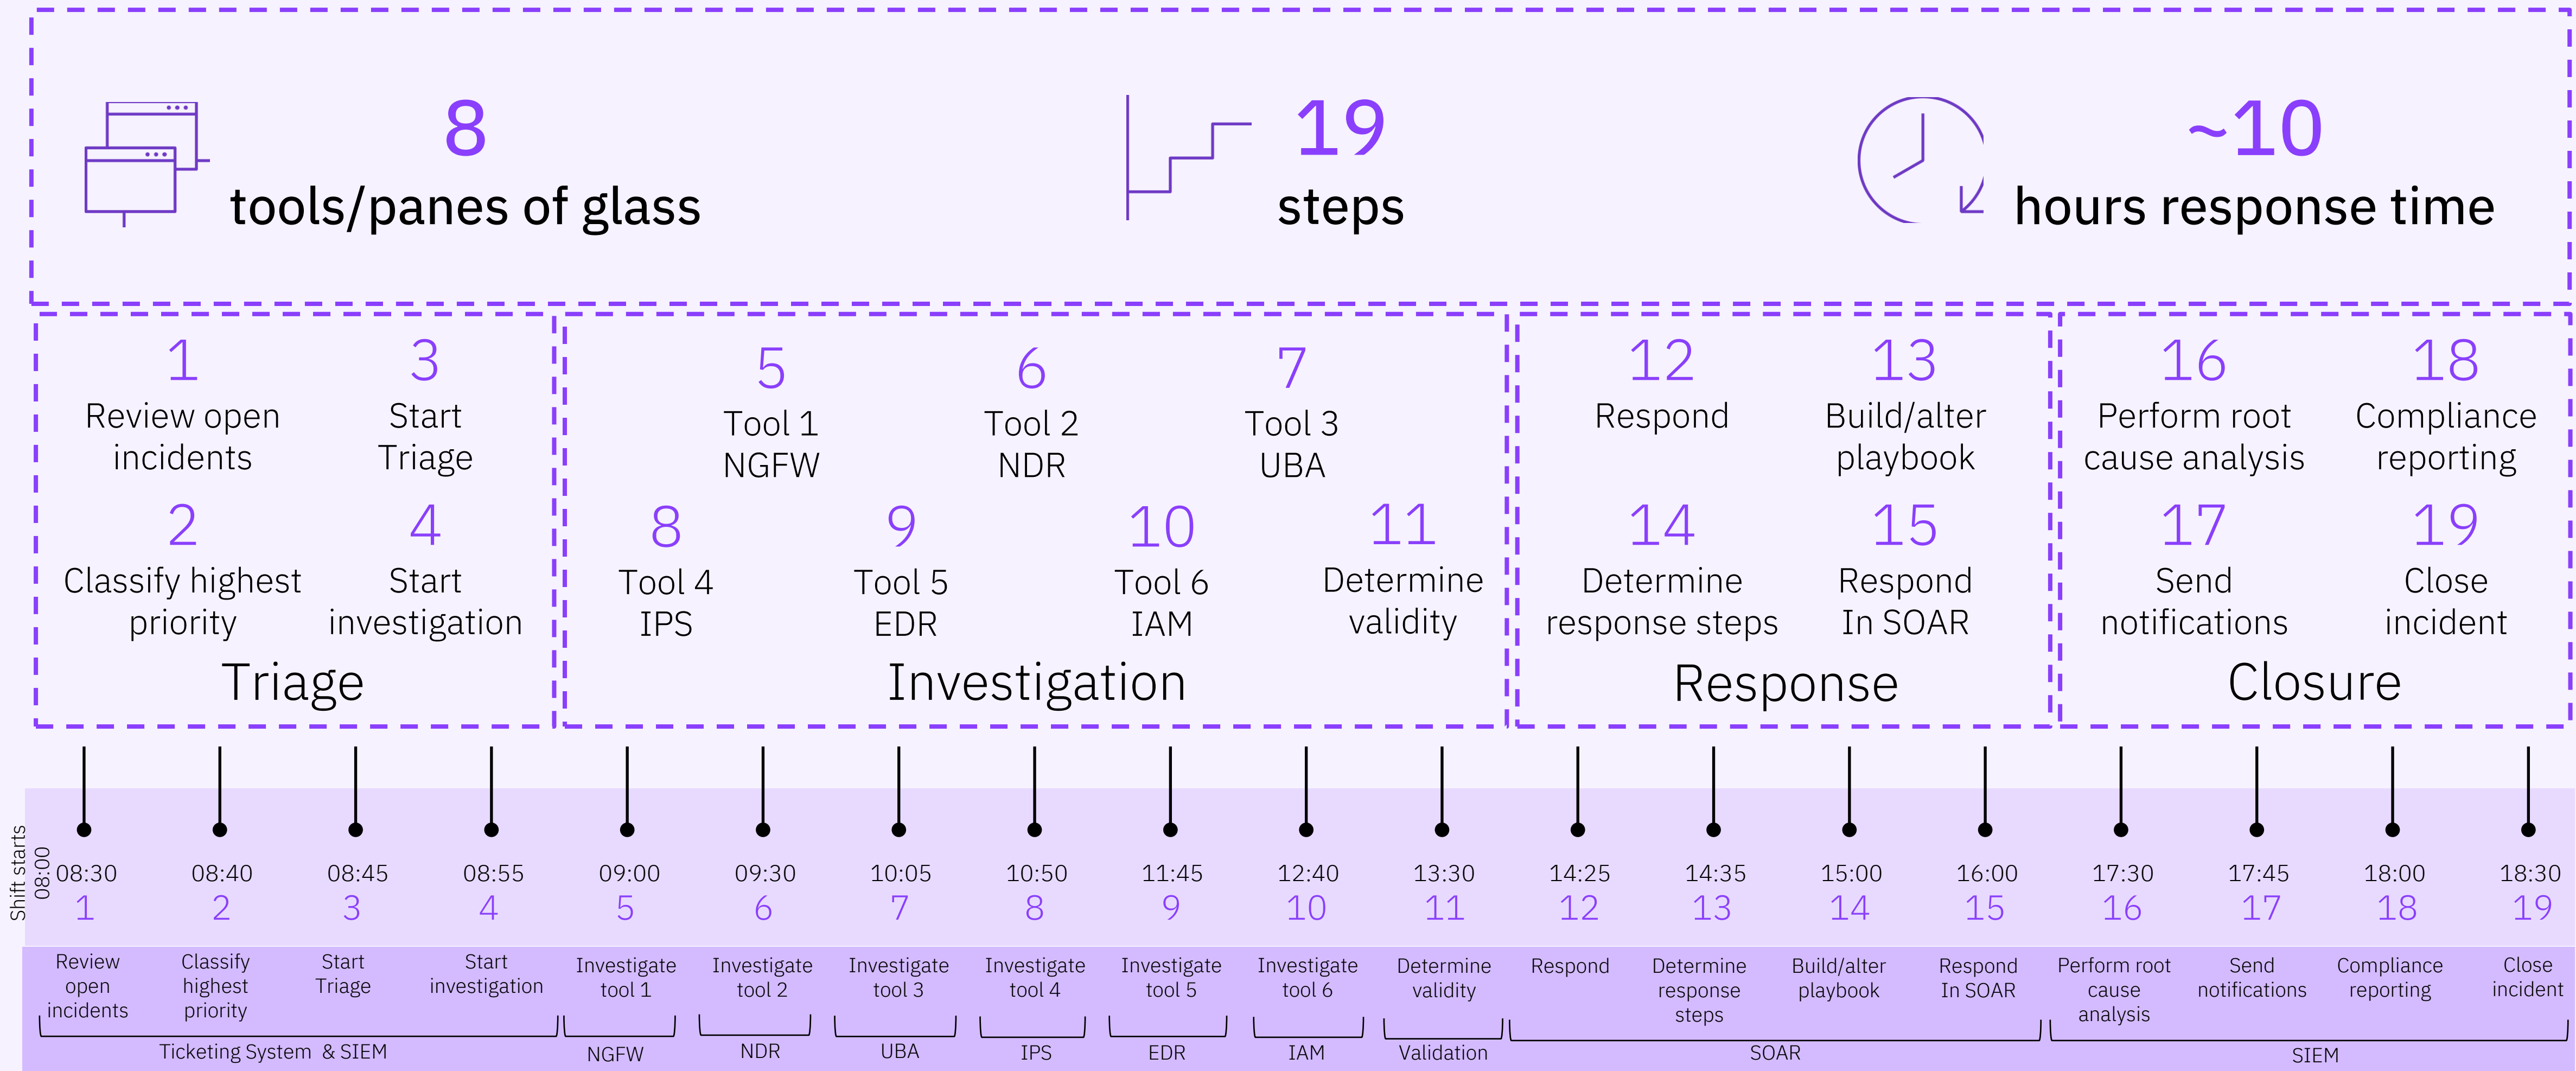 8
tools/panes of glass
19
steps
~10
hours response time
1
Review open
incidents
3
Start
Triage
2
Classify highest
priority
4
Start
investigation
Triage
5
Tool 1
NGFW
6
Tool 2
NDR
7
Tool 3
UBA
8
Tool 4
IPS
9
Tool 5
EDR
10
Tool 6
IAM
11
Determine
validity
Investigation
12
Respond
13
Build/alter
playbook
14
Determine
response steps
15
Respond
In SOAR
Response
16
Perform root
cause analysis
18
Compliance
reporting
17
Send
notifications
19
Close
incident
Closure
Shift starts
08:00
08:30
1
Review
open
incidents
08:40
2
Classify
highest
priority
08:45
3
Start
Triage
08:55
4
Start
investigation
Ticketing System & SIEM
09:00
5
Investigate
tool 1
NGFW
09:30
6
Investigate
tool 2
NDR
10:05
7
Investigate
tool 3
UBA
10:50
8
Investigate
tool 4
IPS
11:45
9
Investigate
tool 5
EDR
12:40
10
Investigate
tool 6
IAM
13:30
11
Determine
validity
Validation
14:25
12
Respond
14:35
13
Determine
response
steps
15:00
14
Build/alter
playbook
16:00
15
Respond
In SOAR
SOAR
17:30
16
Perform root
cause
analysis
17:45
17
Send
notifications
18:00
18
Compliance
reporting
18:30
19
Close
incident
SIEM